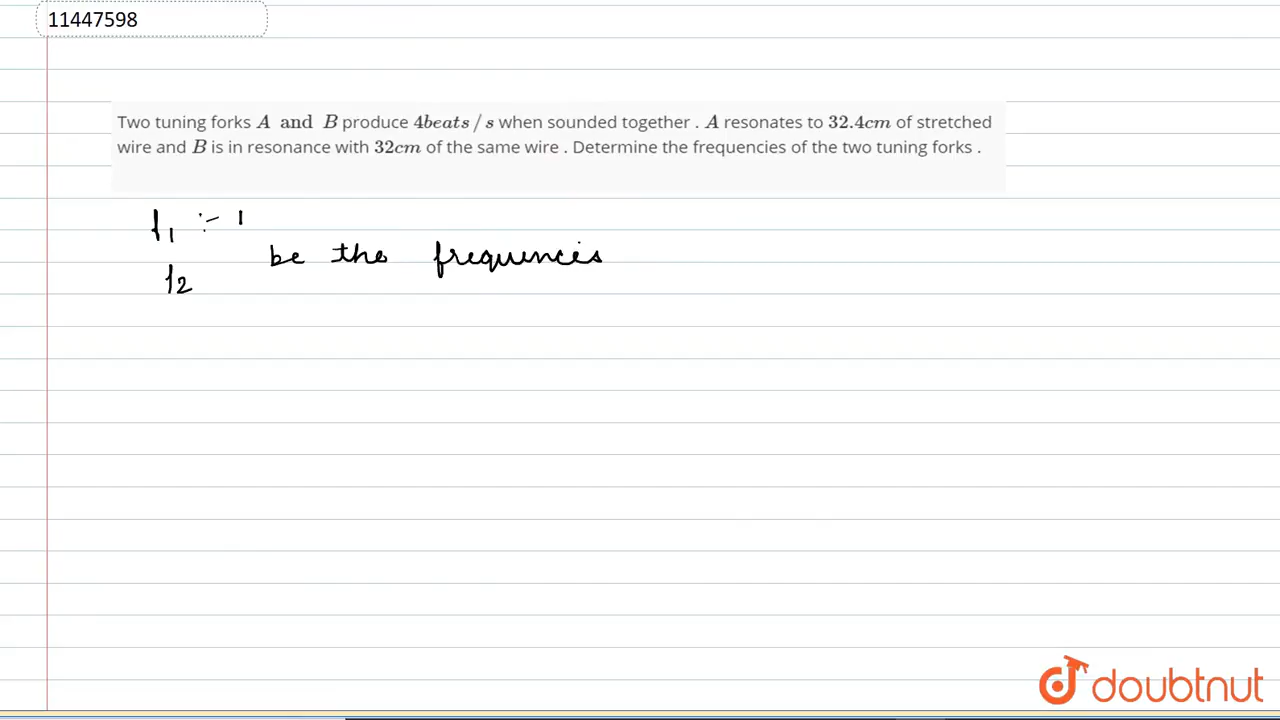 11447598
Two tuning forks A and B produce 4beats/s when sounded together . A resonates to 32.4cm of stretched
wire and B is in resonance with 32cm of the same wire . Determine the frequencies of the two tuning forks .
f1 :- 1
be the frequencis
f2
doubtnut